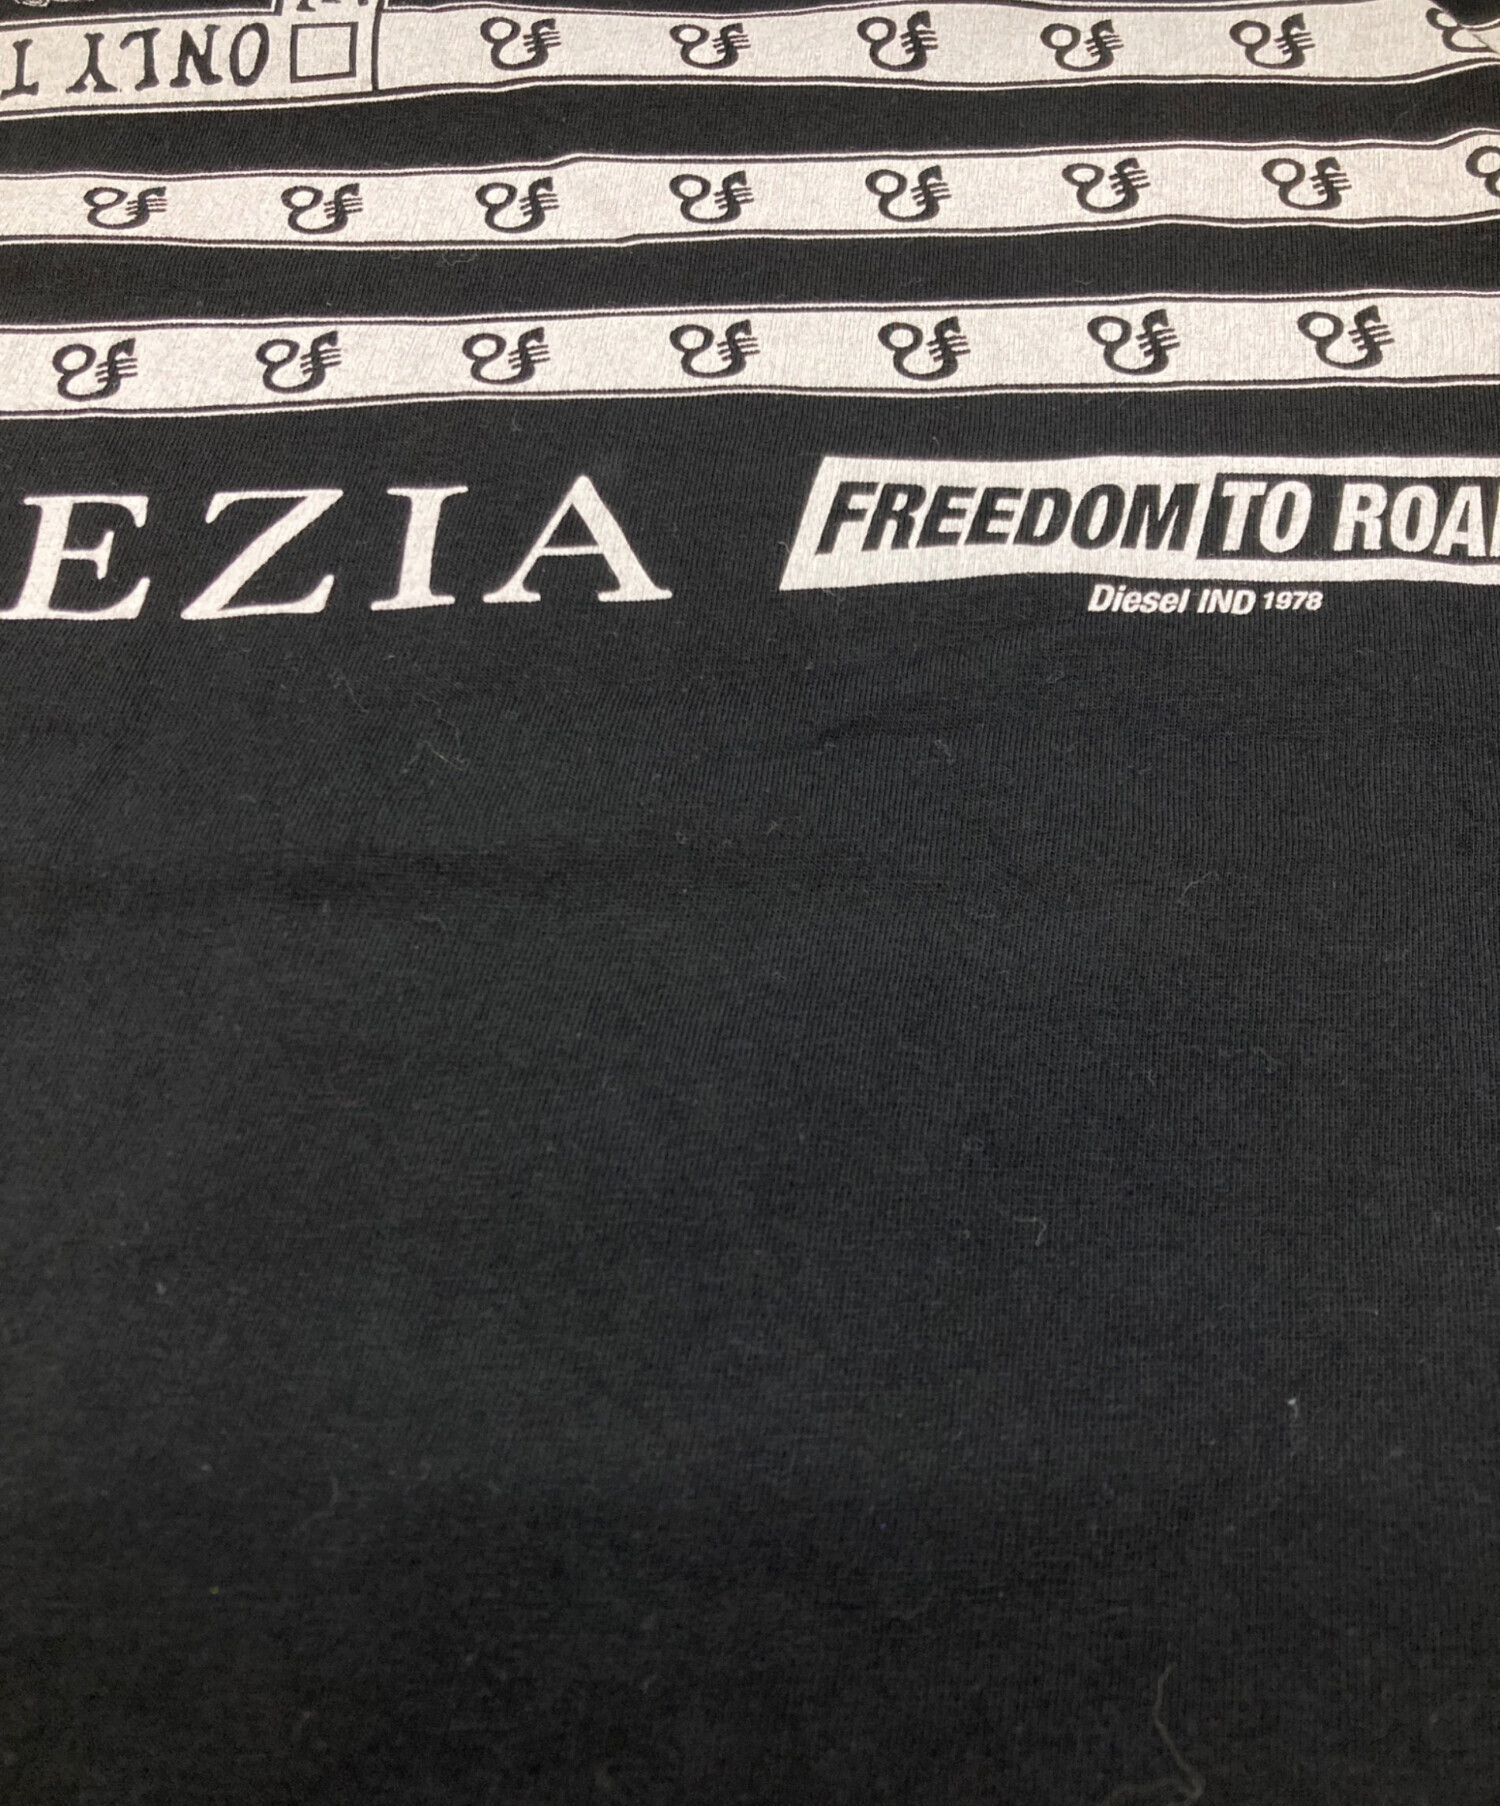 ONLY T
EZIA
FREEDOM TO ROA
Diesel IND 1978